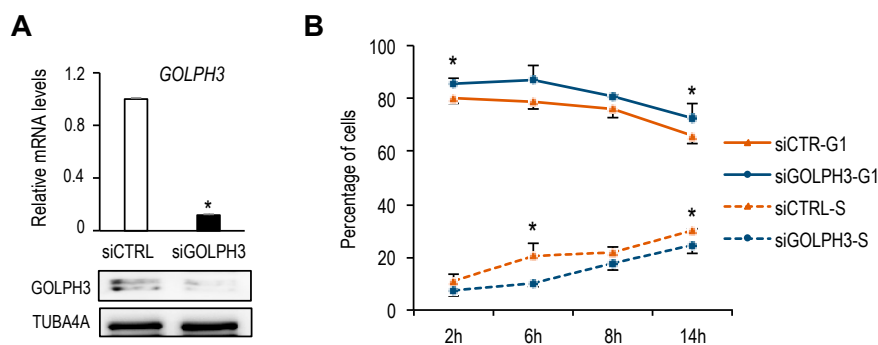 A
GOLPH3
Relative mRNA levels
1.2
0.8
0.4
0
*
siCTRL siGOLPH3
GOLPH3
TUBA4A
B
Percentage of cells
100
80
60
40
20
0
* *
* *
2h 6h 8h 14h
siCTR-G1
siGOLPH3-G1
siCTRL-S
siGOLPH3-S